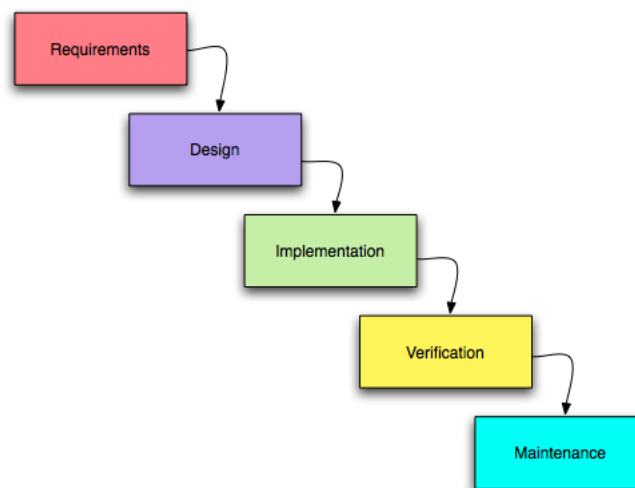 Requirements
Design
Implementation
Verification
Maintenance